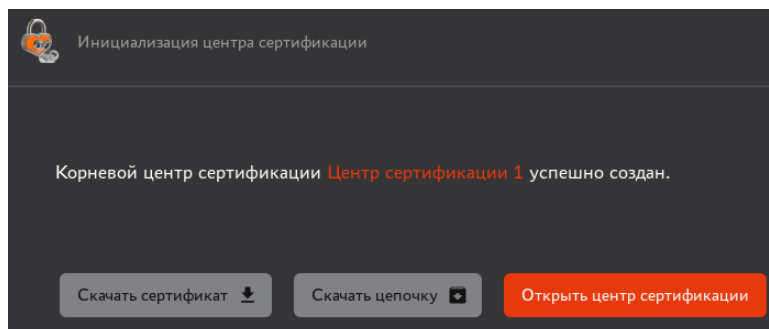 Инициализация центра сертификации
Корневой центр сертификации Центр сертификации 1 успешно создан.
Скачать сертификат Скачать цепочку Открыть центр сертификации